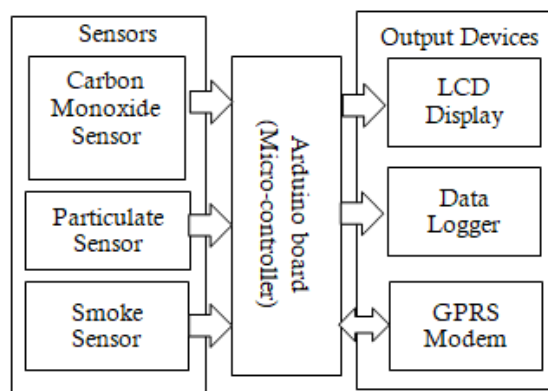 Sensors
Carbon
Monoxide
Sensor
Particulate
Sensor
Smoke
Sensor
Arduino board
(Micro-controller)
Output Devices
LCD
Display
Data
Logger
GPRS
Modem